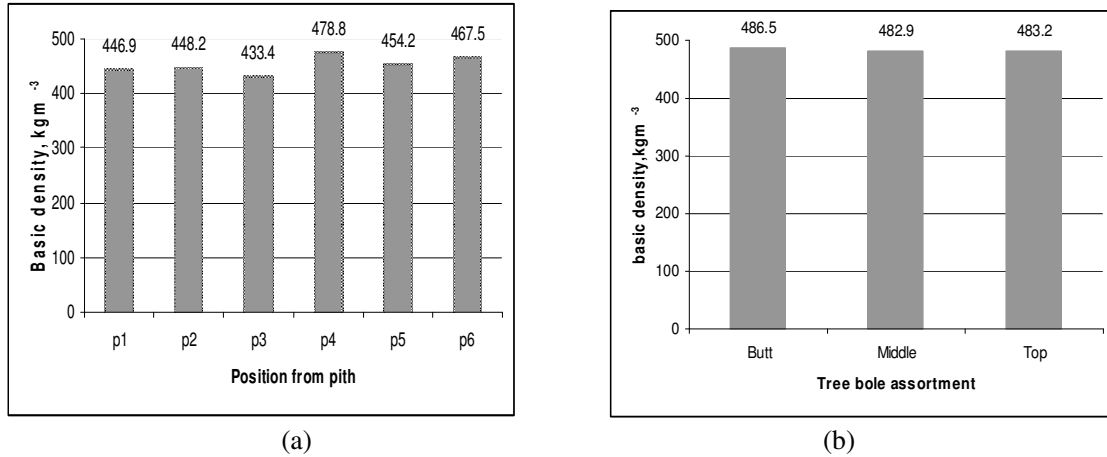 Basic density, kgm -3
500
400
300
200
100
0
446.9 448.2 433.4 478.8 454.2 467.5
p1 p2 p3 p4 p5 p6
Position from pith
(a)
basic density,kgm -3
500
400
300
200
100
0
486.5 482.9 483.2
Butt Middle Top
Tree bole assortment
(b)